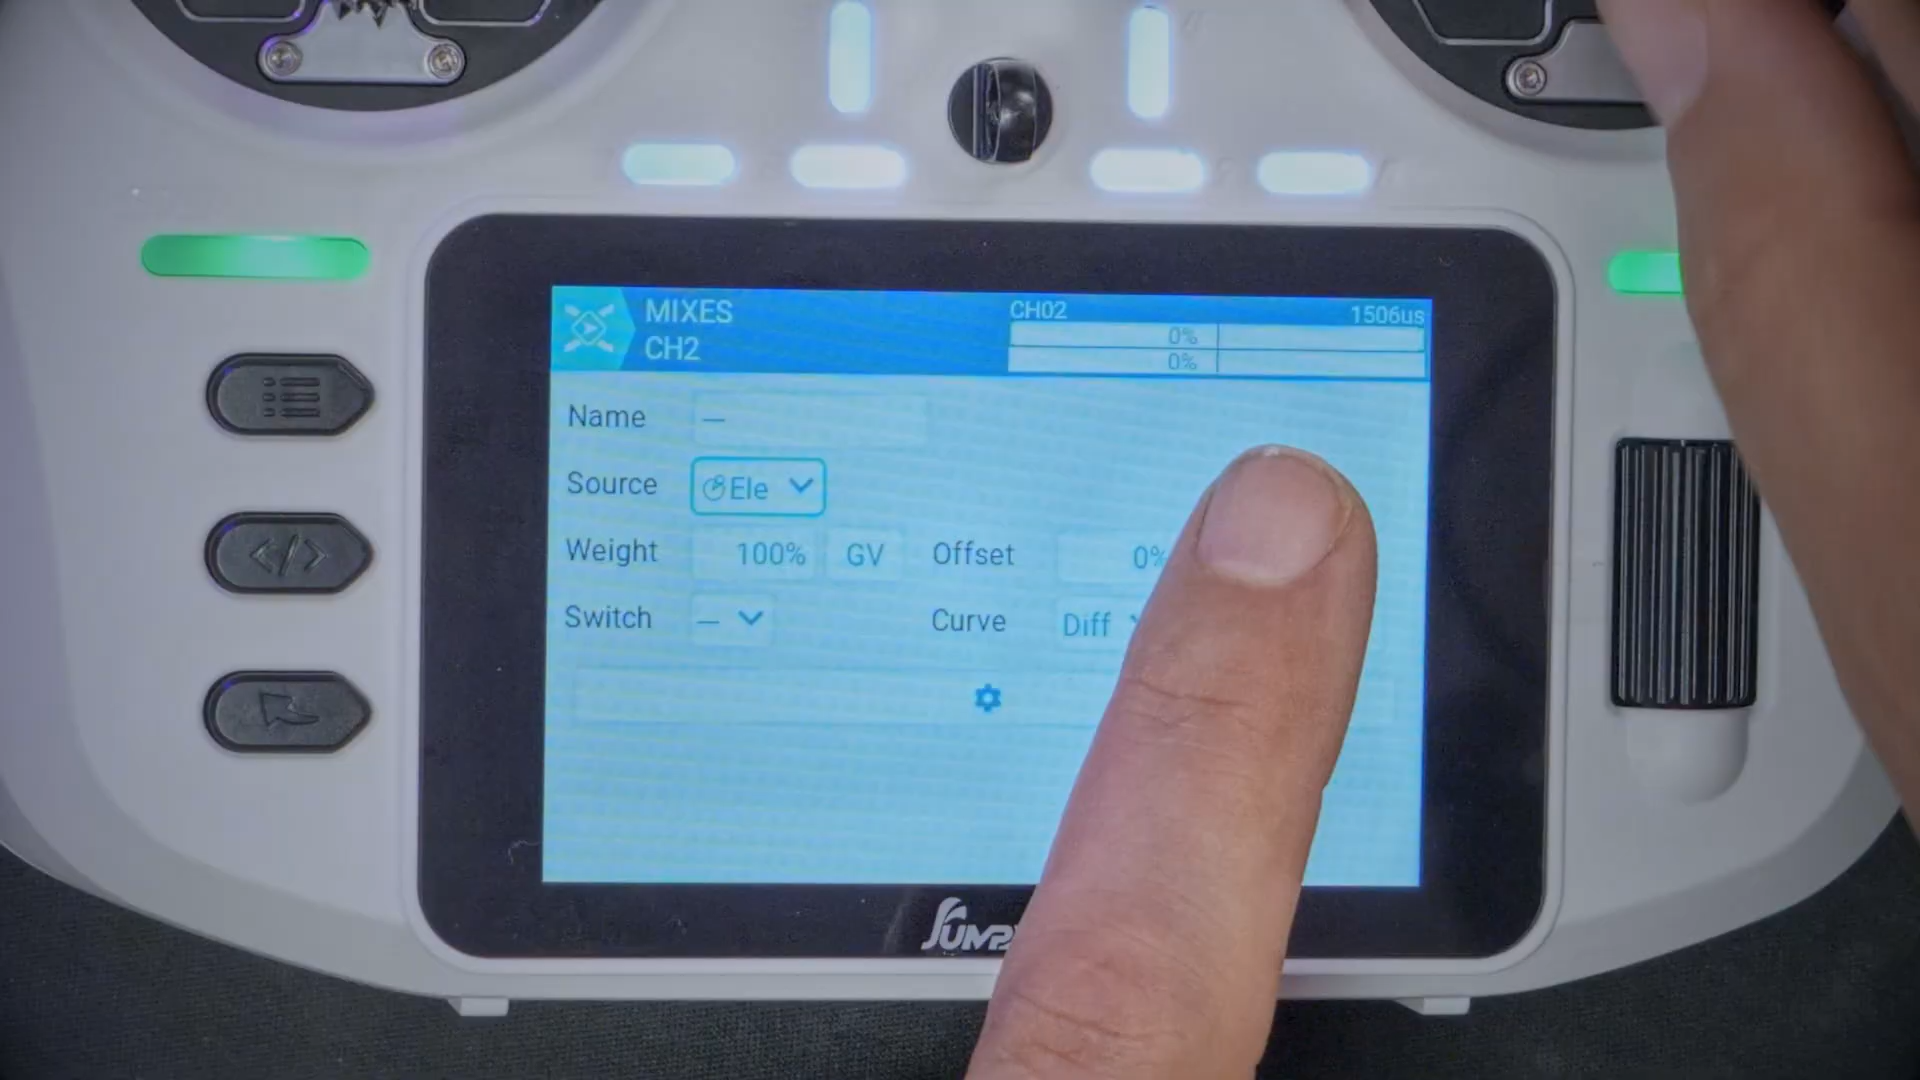 MIXES
CH2
CH02 1506us
0%
0%
Name —
Source Ele
Weight 100% GV Offset 0%
Switch — Curve Diff